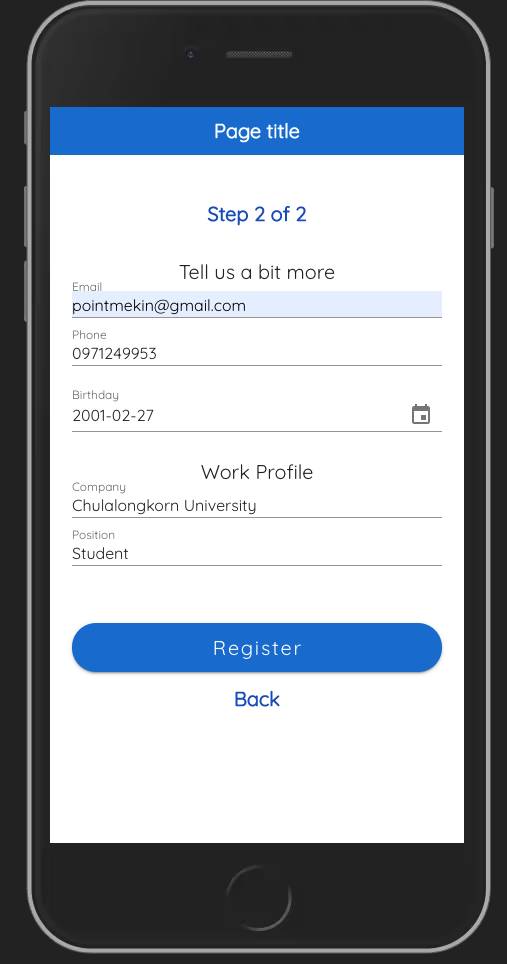 Page title
Step 2 of 2
Tell us a bit more
Email
pointmekin@gmail.com
Phone
0971249953
Birthday
2001-02-27
Work Profile
Company
Chulalongkorn University
Position
Student
Register
Back